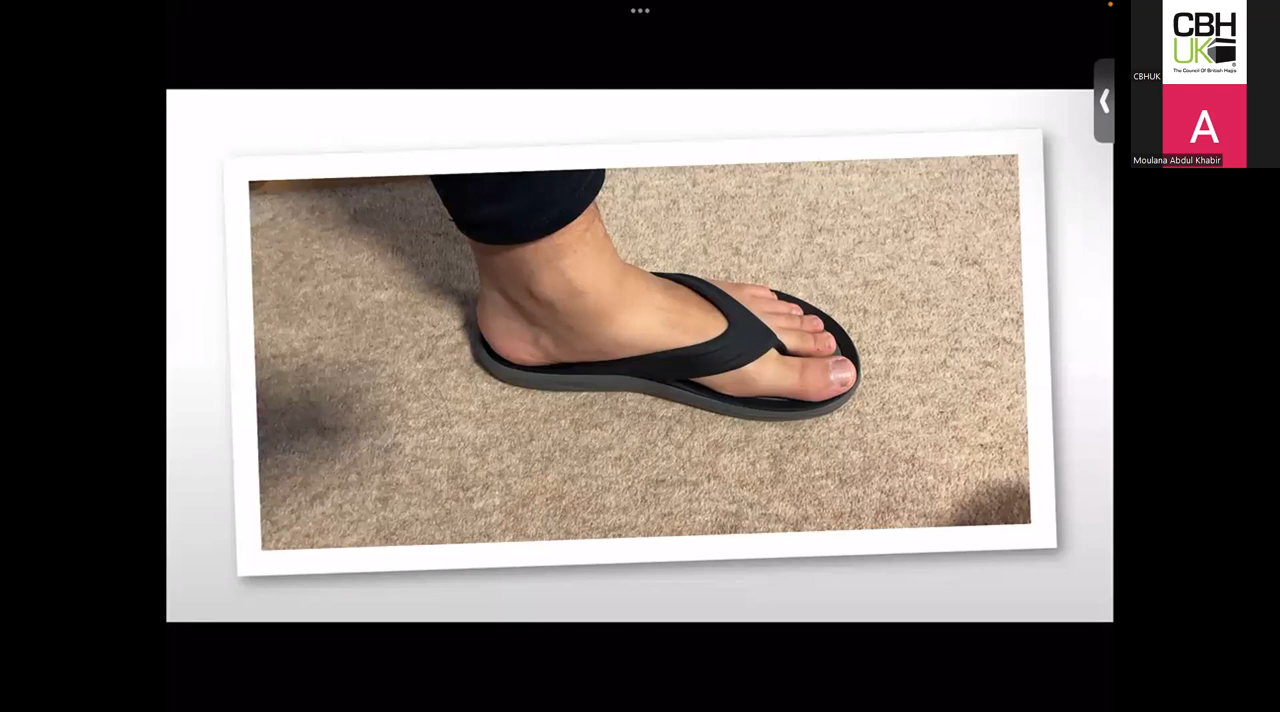 CBH
UK
The Council Of British Hajjis
CBHUK
A
Moulana Abdul Khabir